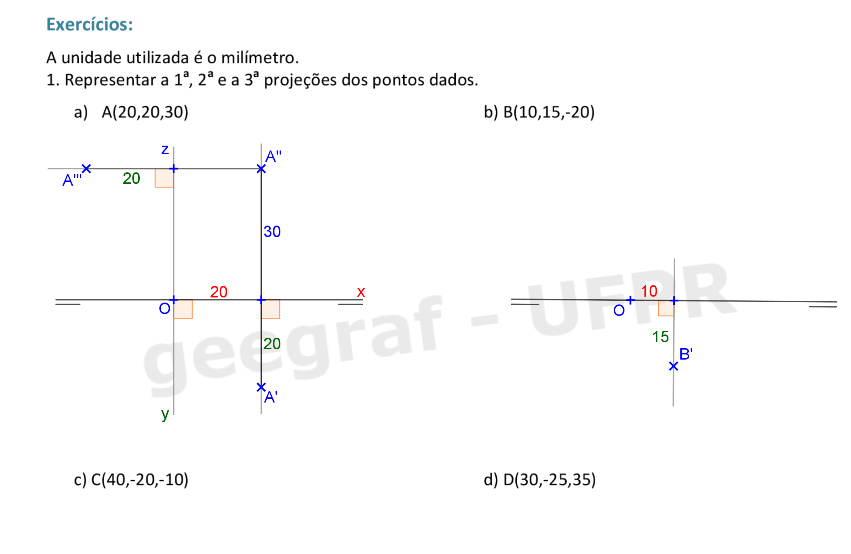 Exercícios:
A unidade utilizada é o milímetro.
1. Representar a 1ª, 2ª e a 3ª projeções dos pontos dados.
a) A(20,20,30)
b) B(10,15,-20)
z
A''
A'''
20
30
20
x
O
20
A'
y
10
O
15
B'
geegraf - UFPR
c) C(40,-20,-10)
d) D(30,-25,35)